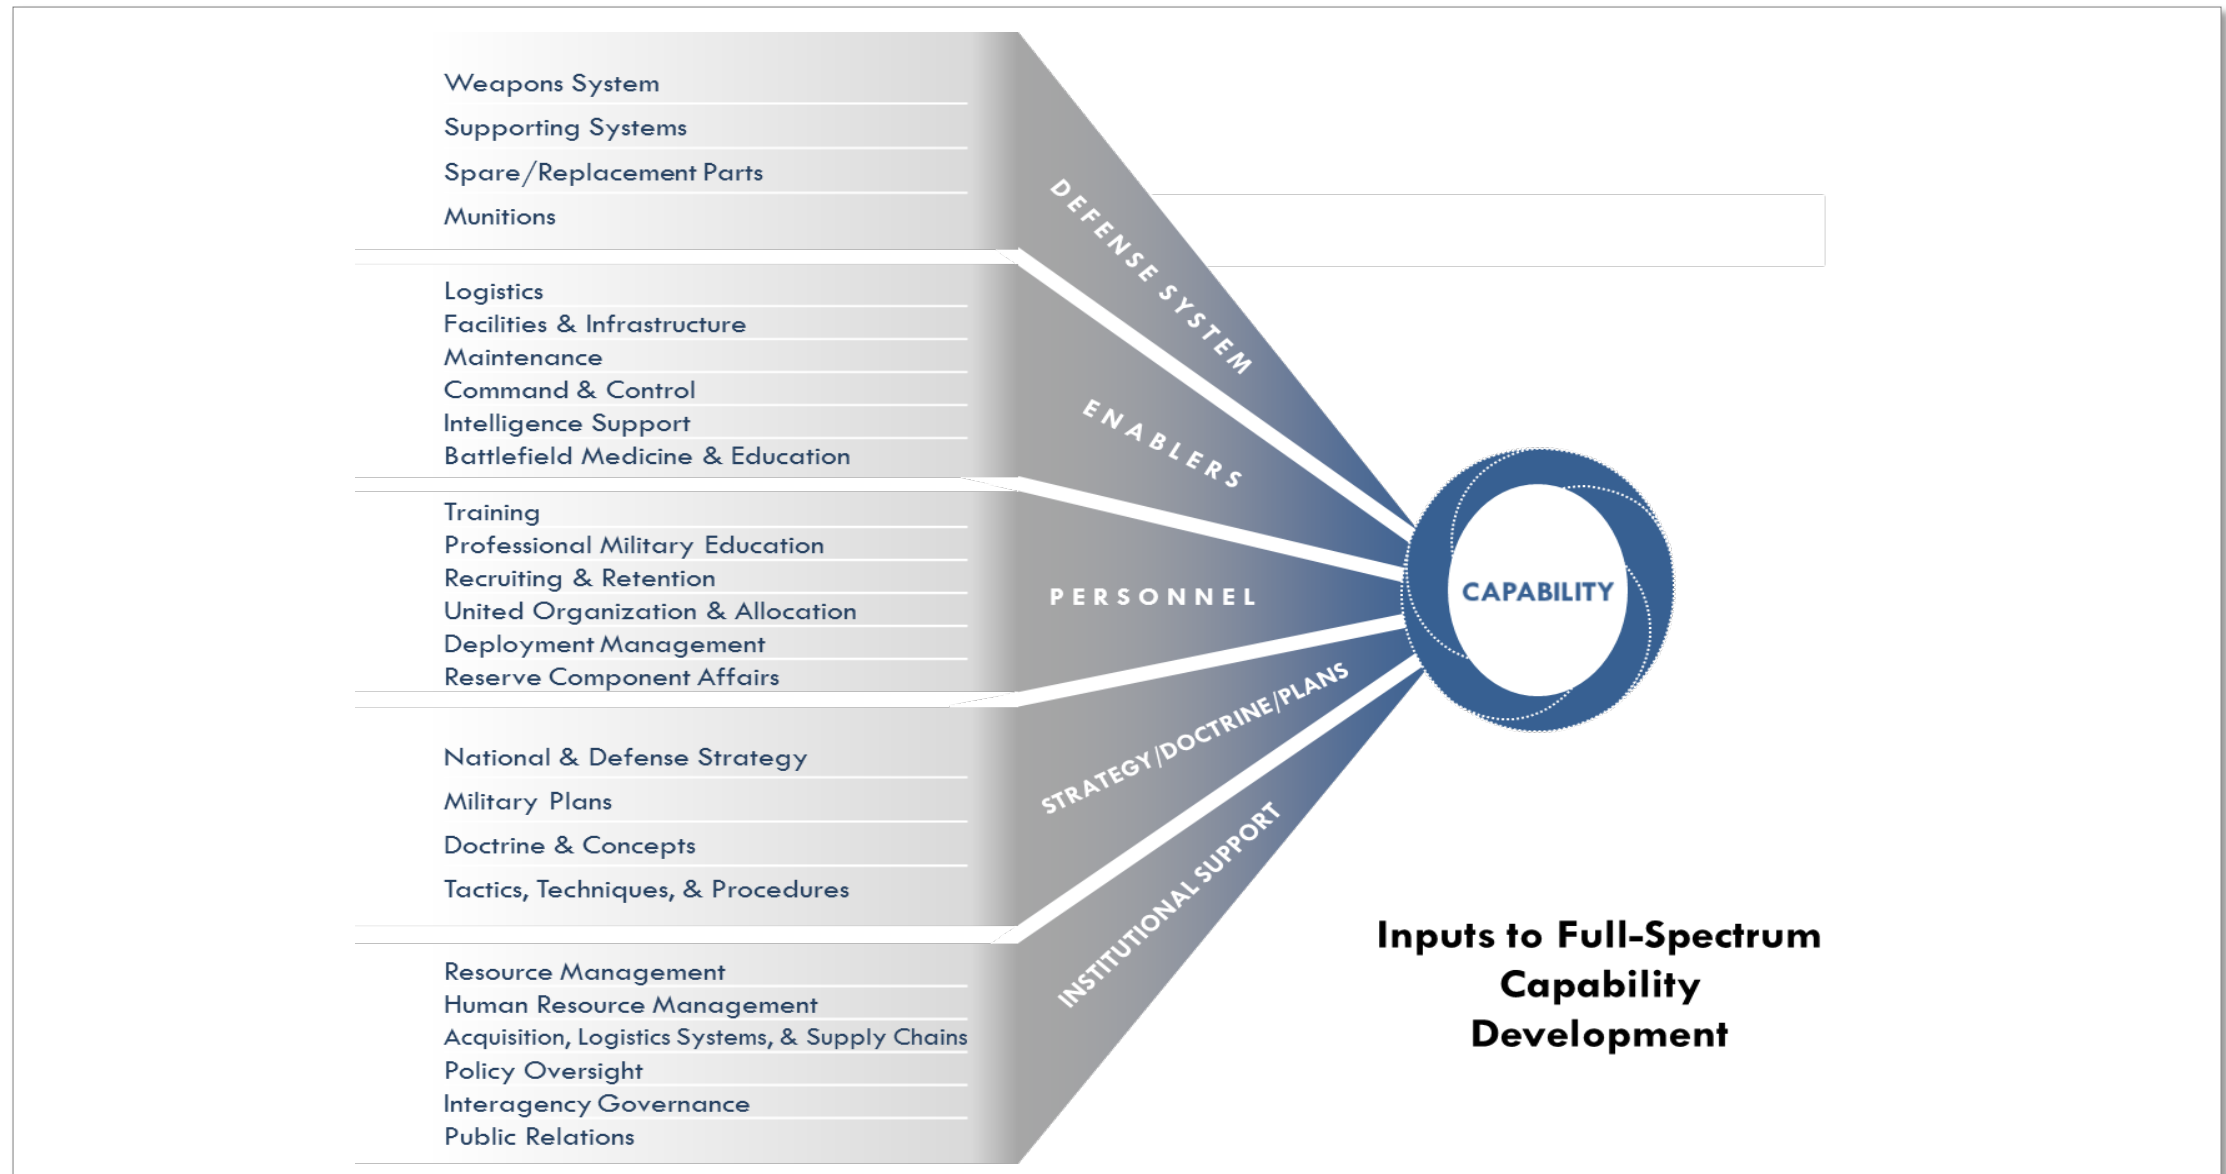 Weapons System
Supporting Systems
Spare/Replacement Parts
Munitions
DEFENSE SYSTEM
Logistics
Facilities & Infrastructure
Maintenance
Command & Control
Intelligence Support
Battlefield Medicine & Education
ENABLERS
Training
Professional Military Education
Recruiting & Retention
United Organization & Allocation
Deployment Management
Reserve Component Affairs
PERSONNEL
National & Defense Strategy
Military Plans
Doctrine & Concepts
Tactics, Techniques, & Procedures
STRATEGY/DOCTRINE/PLANS
Resource Management
Human Resource Management
Acquisition, Logistics Systems, & Supply Chains
Policy Oversight
Interagency Governance
Public Relations
INSTITUTIONAL SUPPORT
CAPABILITY
Inputs to Full-Spectrum
Capability
Development